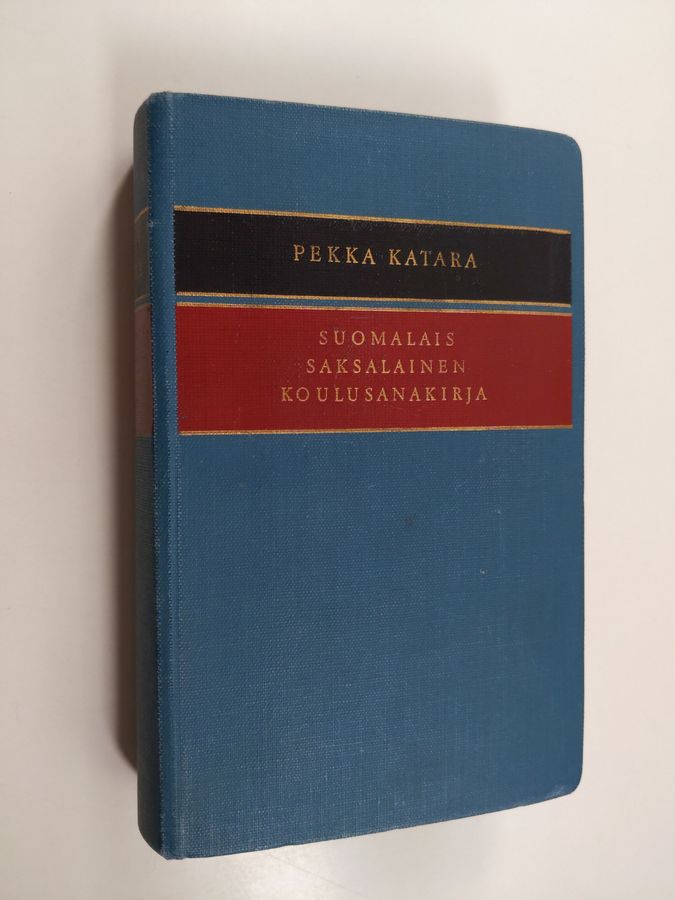 PEKKA KATARA
SUOMALAIS
SAKSALAINEN
KOULUSANAKIRJA